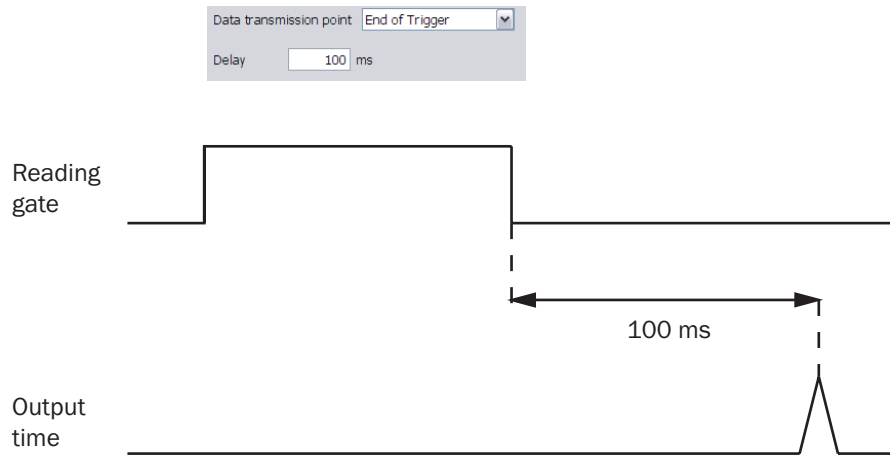 Data transmission point End of Trigger
Delay 100 ms
Reading
gate
100 ms
Output
time